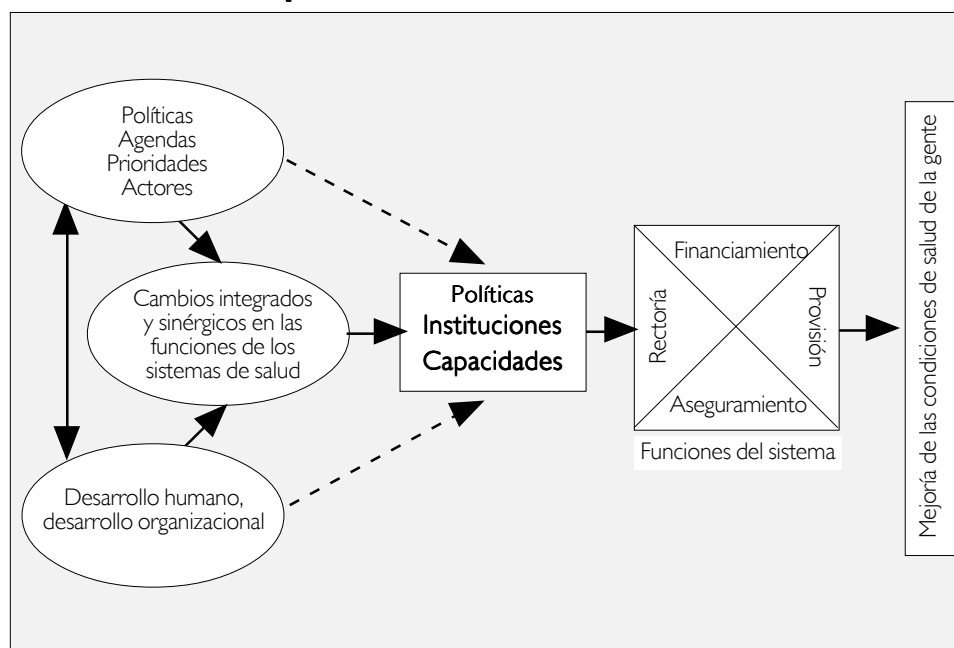 Políticas
Agendas
Prioridades
Actores
Cambios integrados
y sinérgicos en las
funciones de los
sistemas de salud
Desarrollo humano,
desarrollo organizacional
Políticas
Instituciones
Capacidades
Financiamiento
Rectoría
Provisión
Aseguramiento
Funciones del sistema
Mejoría de las condiciones de salud de la gente